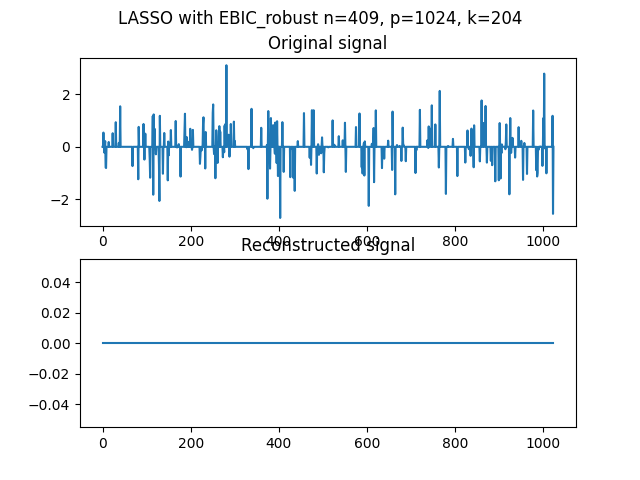 LASSO with EBIC_robust n=409, p=1024, k=204
Original signal
2
0
−2
0 200 400 600 800 1000
Reconstructed signal
0.04
0.02
0.00
−0.02
−0.04
0 200 400 600 800 1000